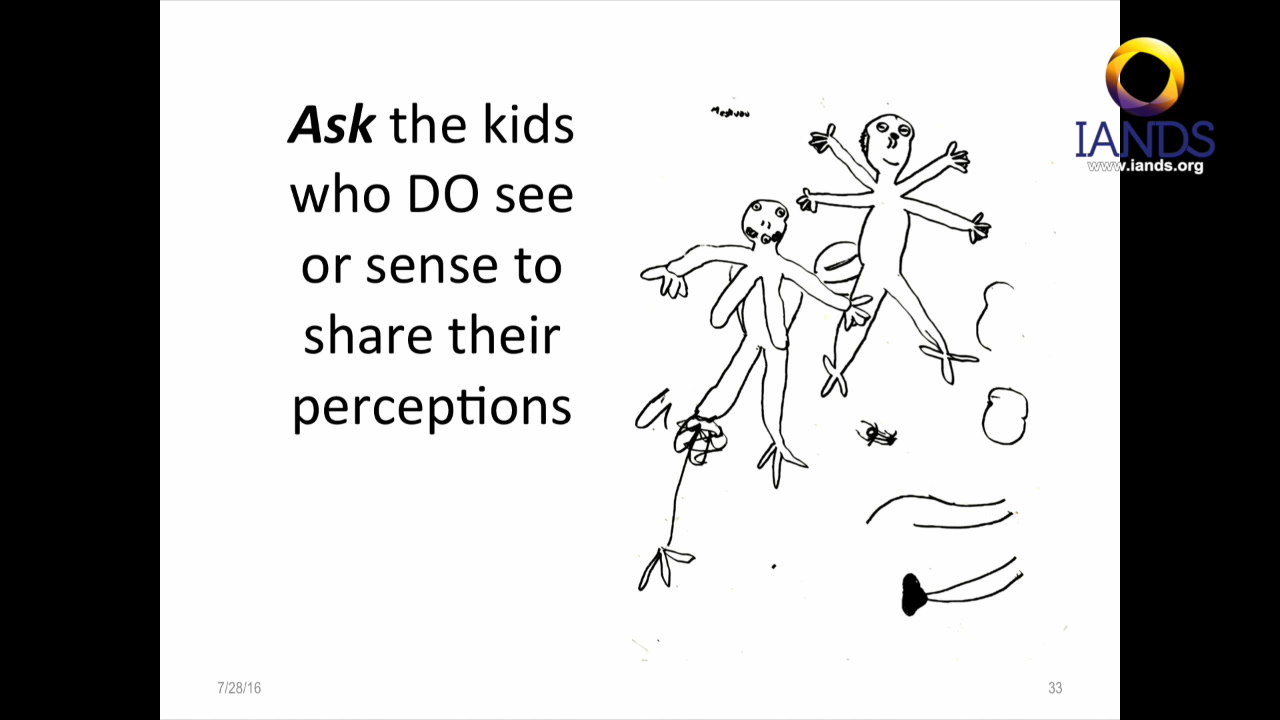 Ask the kids
who DO see
or sense to
share their
perceptions
IANDS
www.iands.org
7/28/16
33